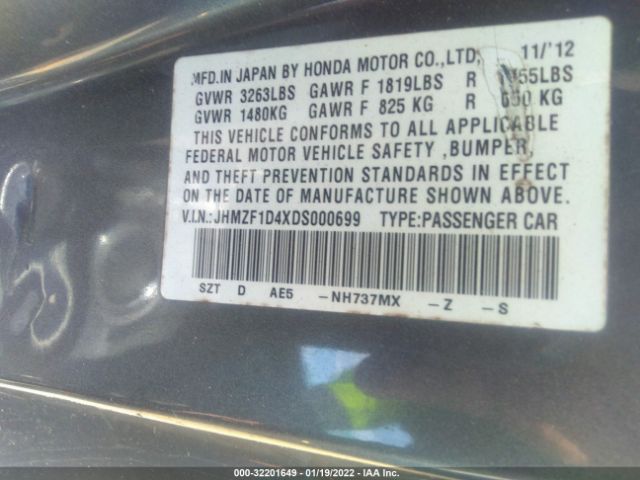 MFD.IN JAPAN BY HONDA MOTOR CO.,LTD, 11/'12
GVWR 3263LBS GAWR F 1819LBS R 55LBS
GVWR 1480KG GAWR F 825 KG R KG
THIS VEHICLE CONFORMS TO ALL APPLICABLE
FEDERAL MOTOR VEHICLE SAFETY ,BUMPER,
AND THEFT PREVENTION STANDARDS IN EFFECT
ON THE DATE OF MANUFACTURE SHOWN ABOVE.
V.I.N.:JHMZF1D4XDS000699 TYPE:PASSENGER CAR
SZT D AE5 -NH737MX -Z -S
000-32201649 - 01/19/2022 - IAA Inc.